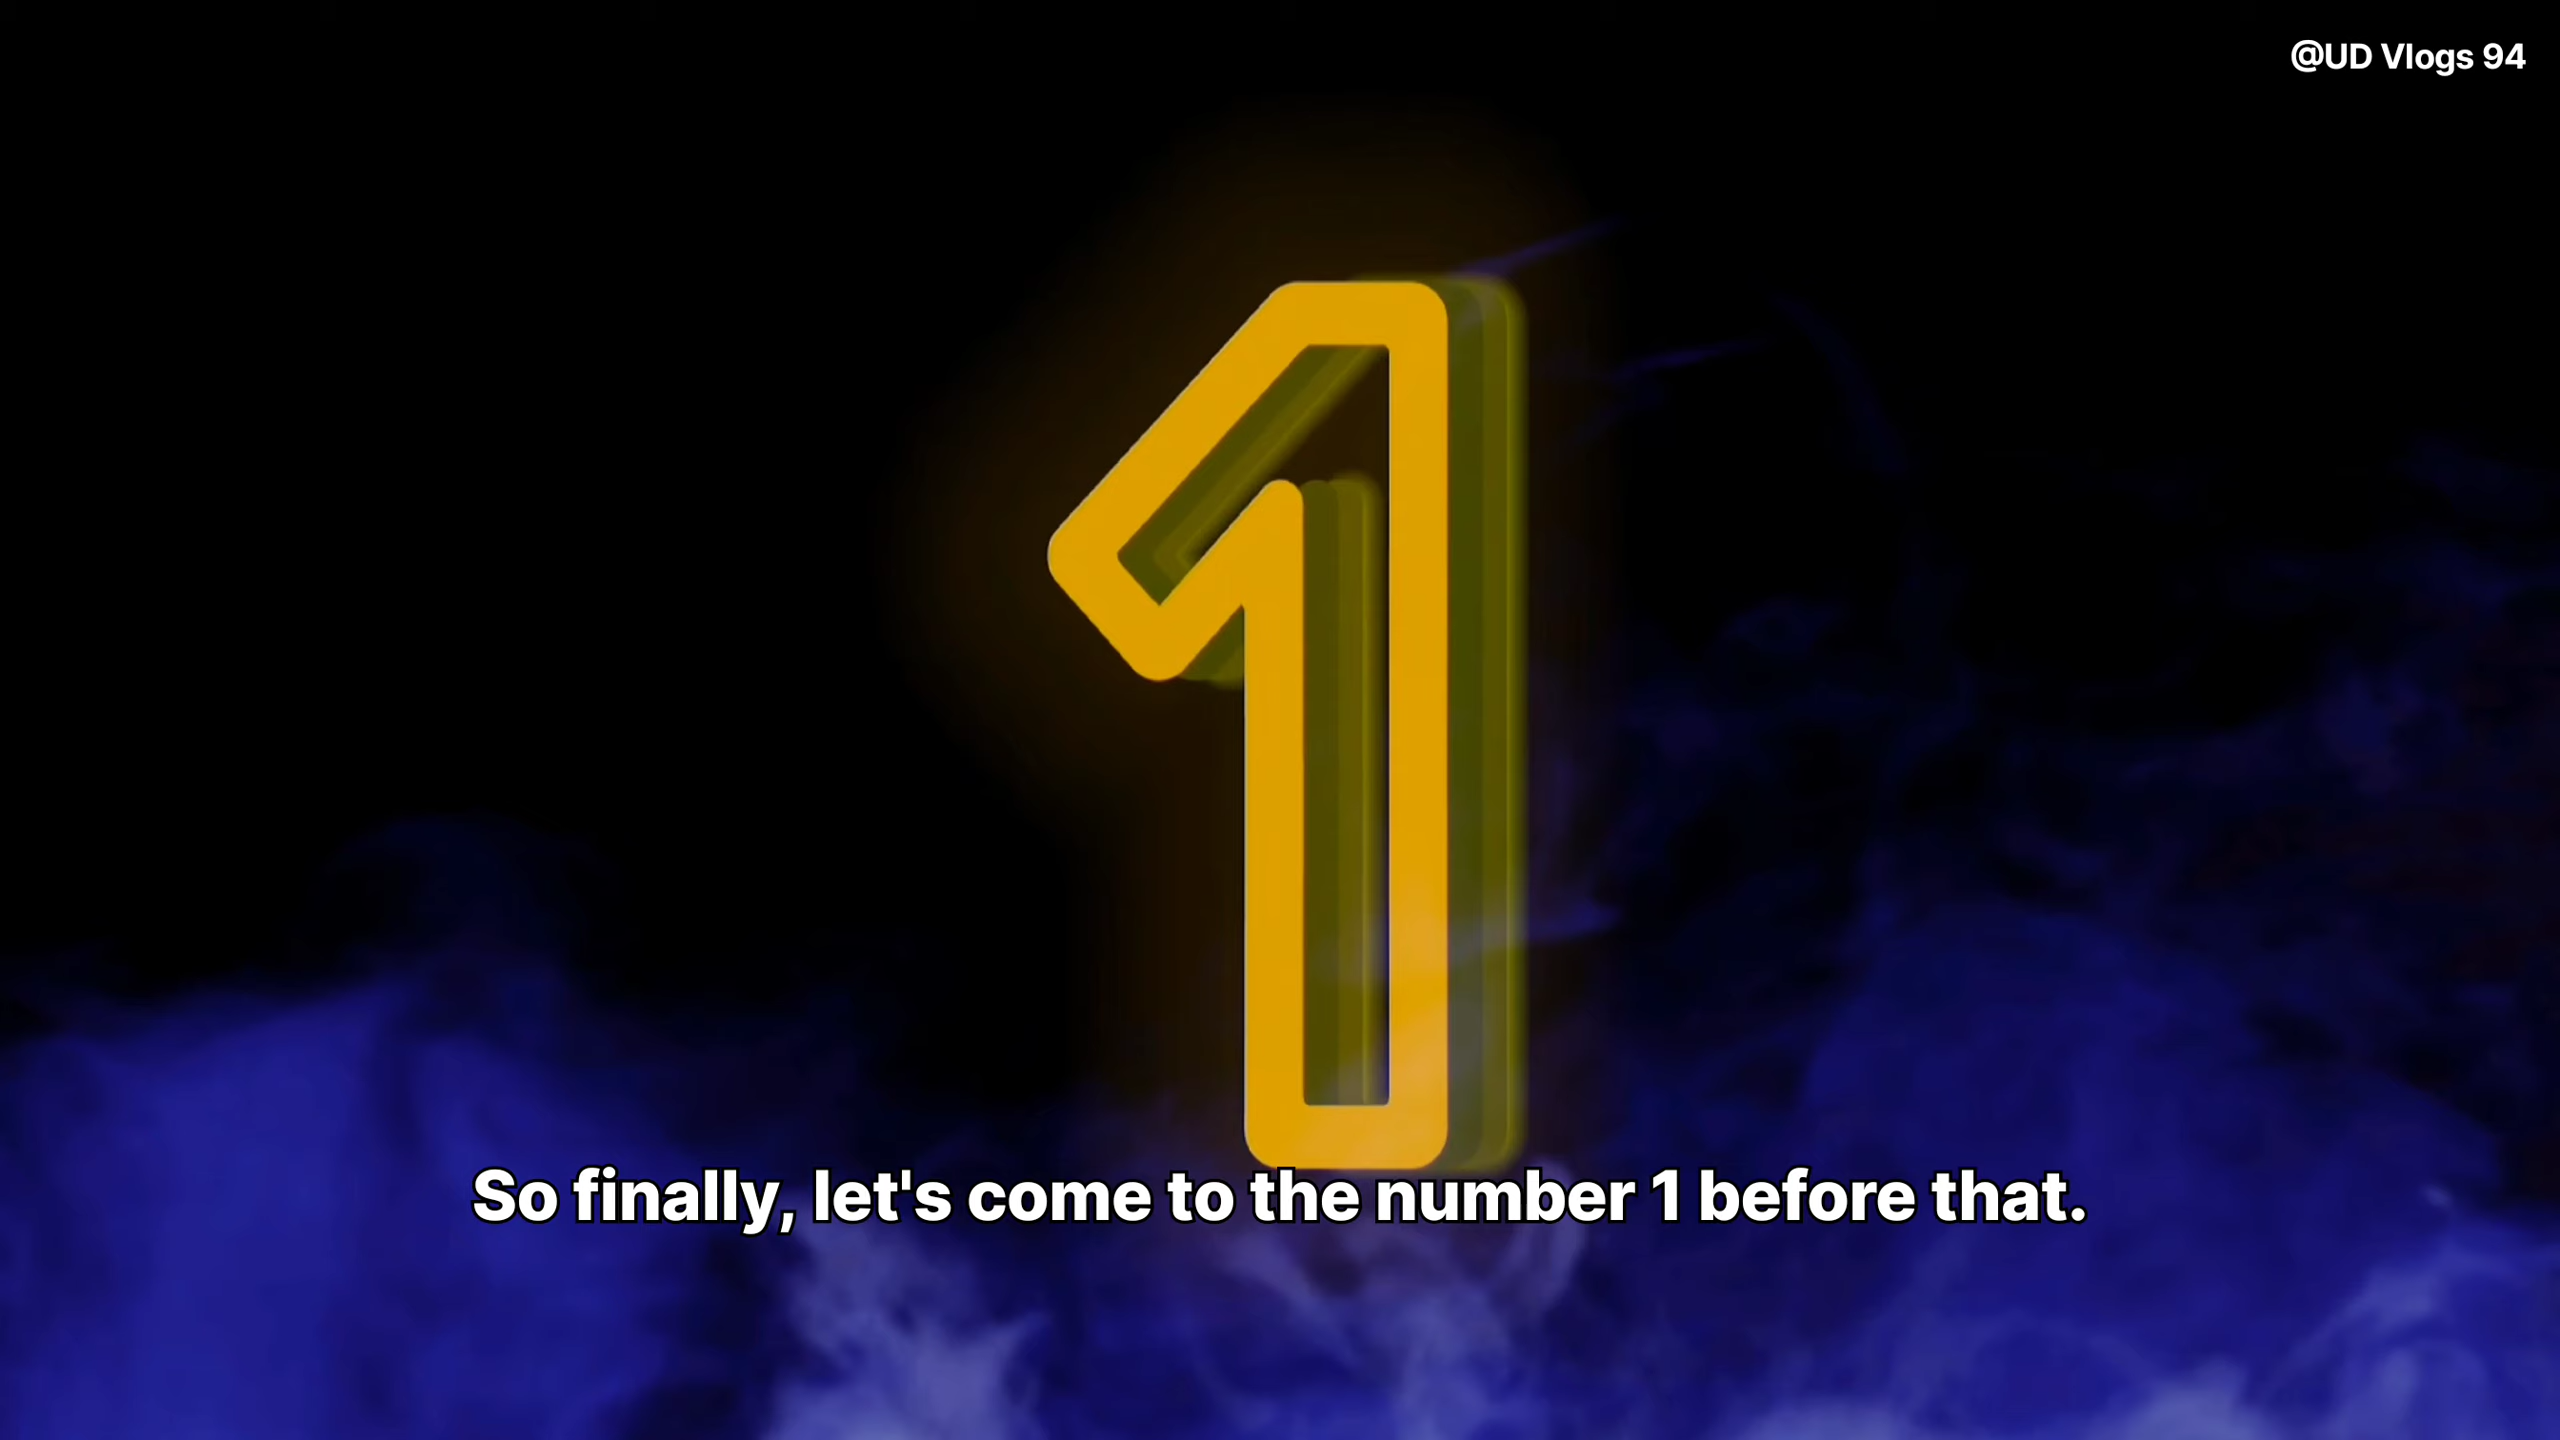 @UD Vlogs 94
1
So finally, let's come to the number 1 before that.